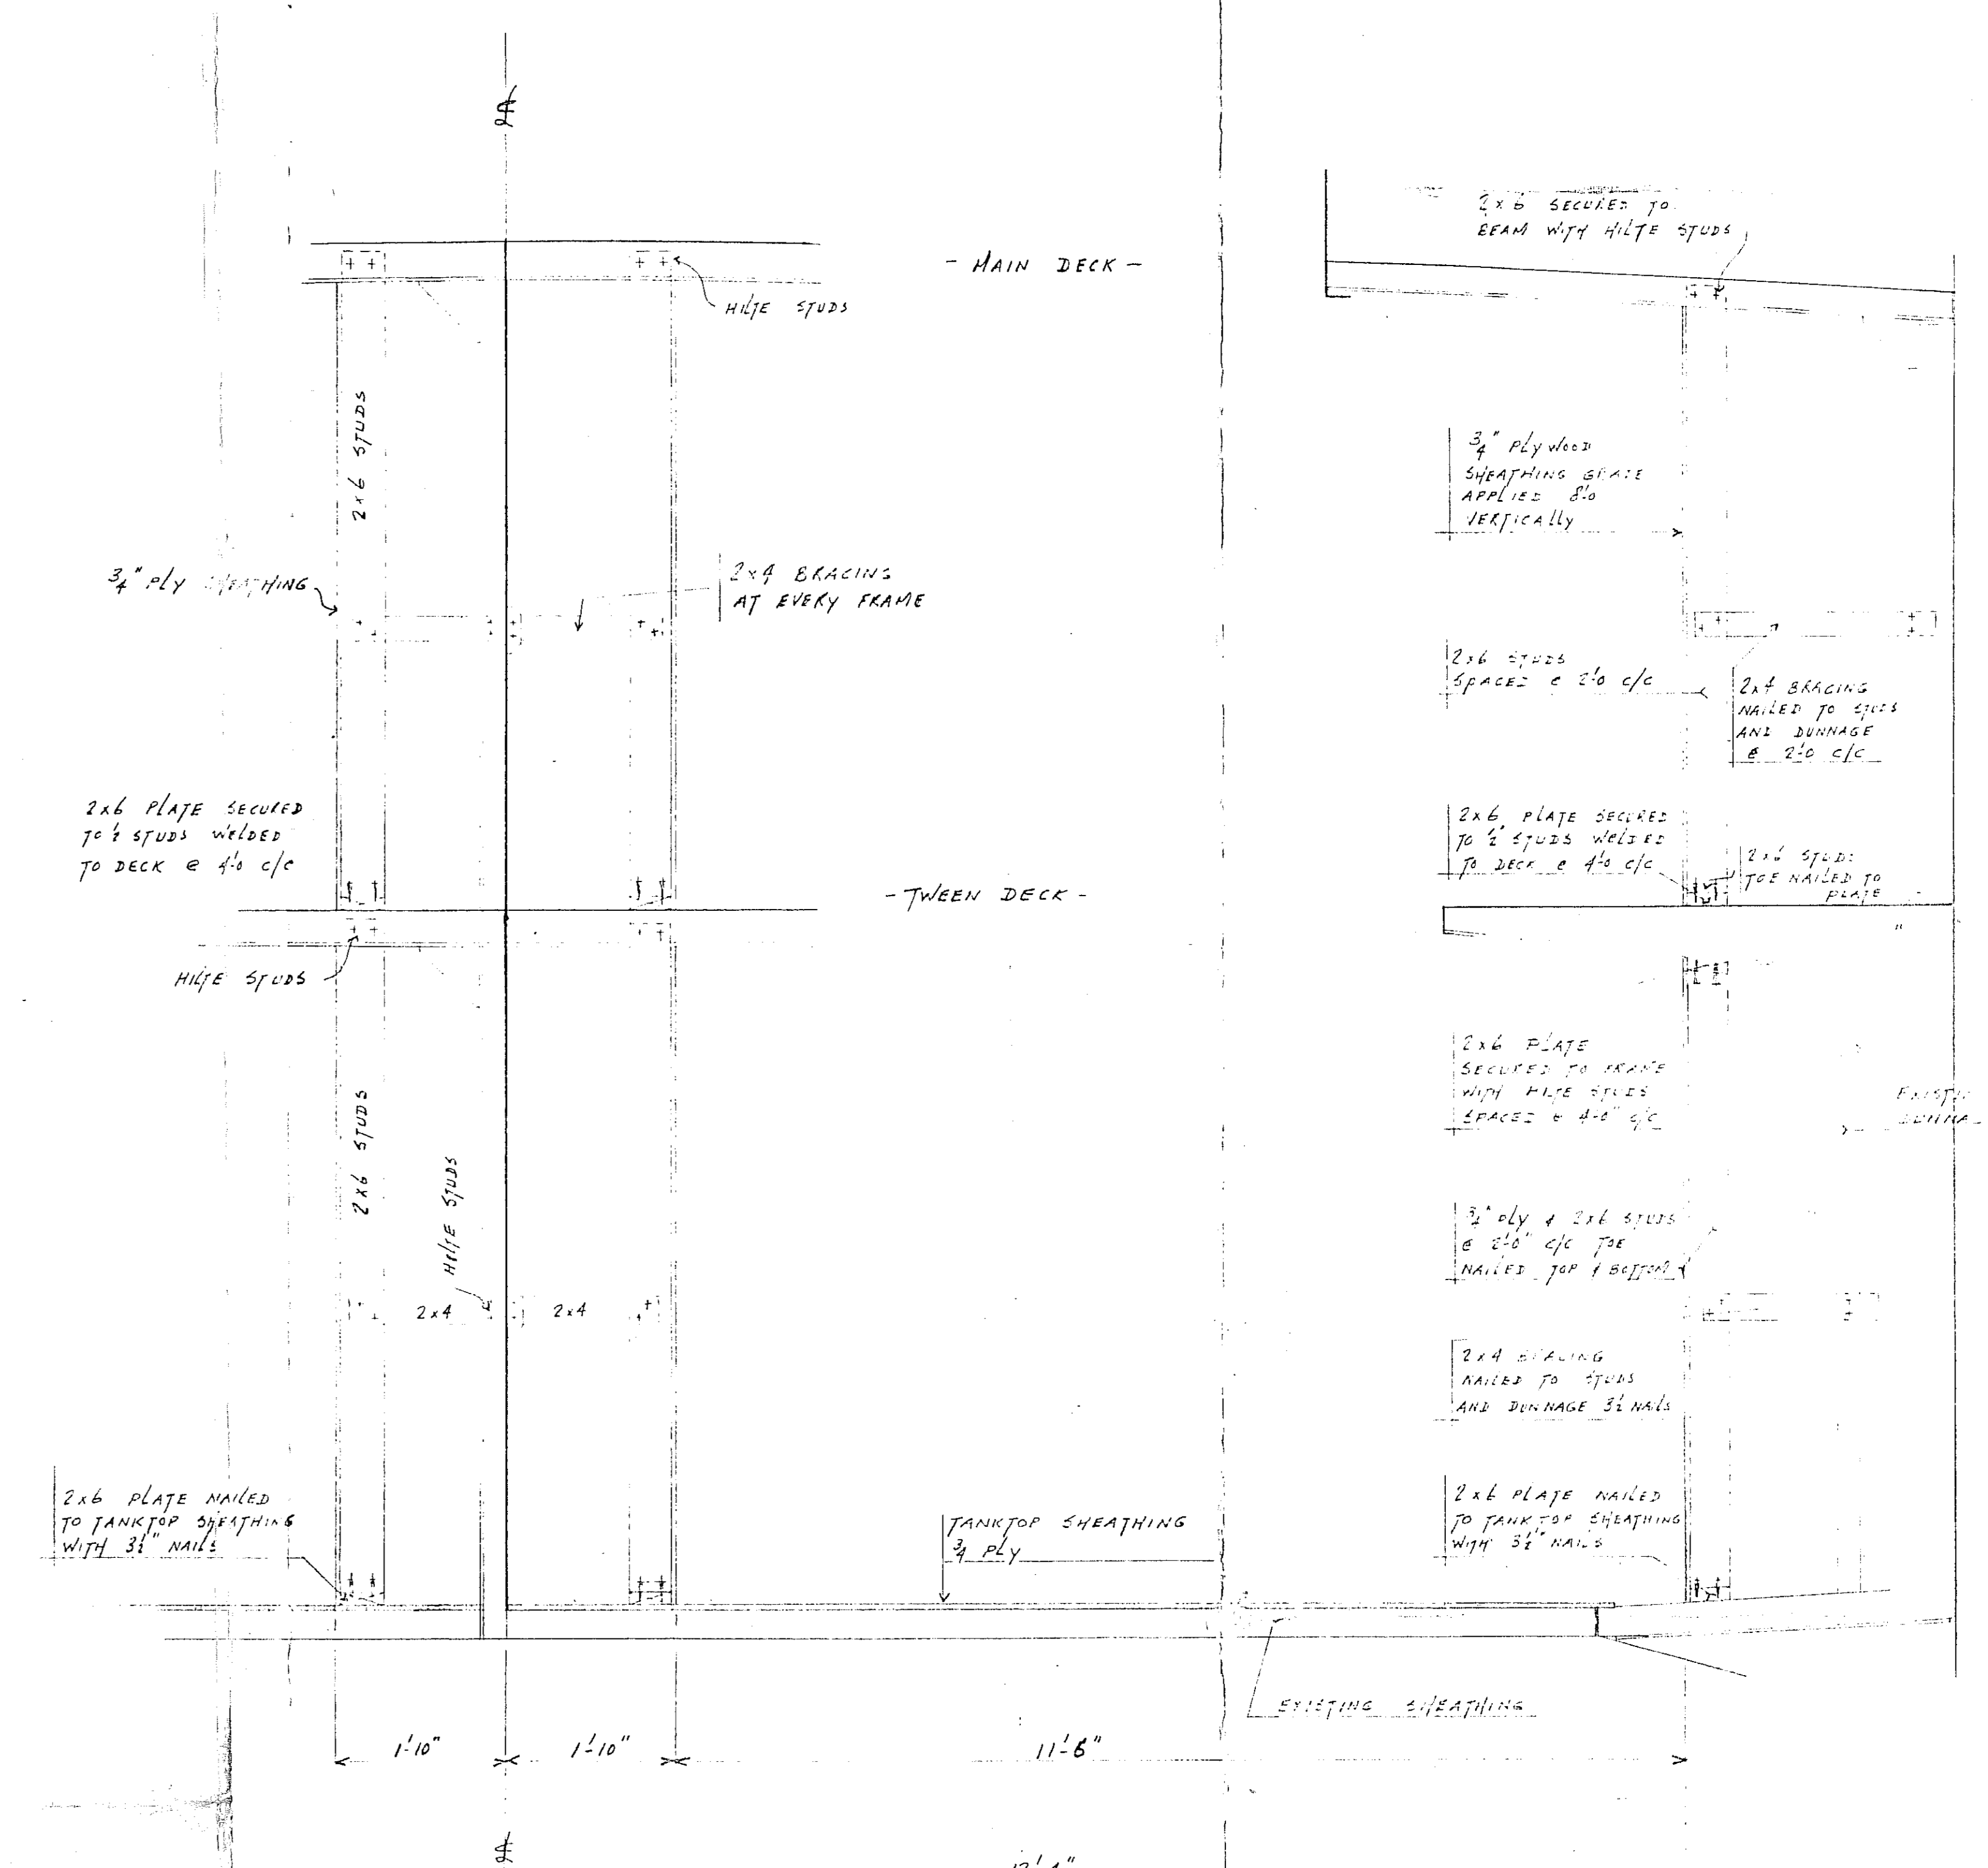 2x6 SECURED TO
BEAM WITH HILTE STUDS
- MAIN DECK -
HILTE STUDS
2x6 STUDS
3/4" PLYWOOD
SHEATHING GRADE
APPLIED 8'-0
VERTICALLY
3/4" PLY SHEATHING
2x4 BRACING
AT EVERY FRAME
2x6 STUDS
SPACED @ 2'-0 c/c
2x4 BRACING
NAILED TO STUDS
AND DUNNAGE
@ 2'-0 c/c
2x6 PLATE SECURED
TO 1/2 STUDS WELDED
TO DECK @ 4'-0 c/c
2x6 PLATE SECURED
TO 1/2" STUDS WELDED
TO DECK @ 4'-0 c/c
2x6 STUDS
TOE NAILED TO
PLATE
- TWEEN DECK -
HILTE STUDS
2x6 PLATE
SECURED TO FRAME
WITH HILTE STUDS
SPACED @ 4'-0" c/c
2x6 STUDS
HILTE STUDS
3/4" PLY & 2x6 STUDS
@ 2'-0" c/c TOE
NAILED TOP & BOTTOM
2x4
2x4
2x4 BRACING
NAILED TO STUDS
AND DUNNAGE 3 1/2 NAILS
2x6 PLATE NAILED
TO TANKTOP SHEATHING
WITH 3 1/2" NAILS
TANKTOP SHEATHING
3/4 PLY
2x6 PLATE NAILED
TO TANKTOP SHEATHING
WITH 3 1/2" NAILS
EXISTING SHEATHING
1'-10"
1'-10"
11'-6"